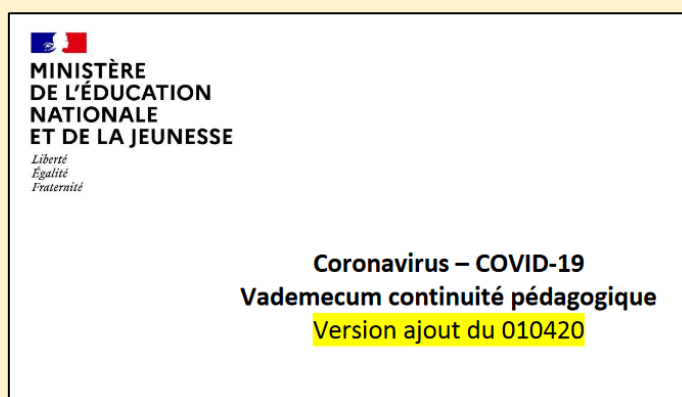 MINISTÈRE
DE L'ÉDUCATION
NATIONALE
ET DE LA JEUNESSE
Liberté
Égalité
Fraternité
Coronavirus – COVID-19
Vademecum continuité pédagogique
Version ajout du 010420